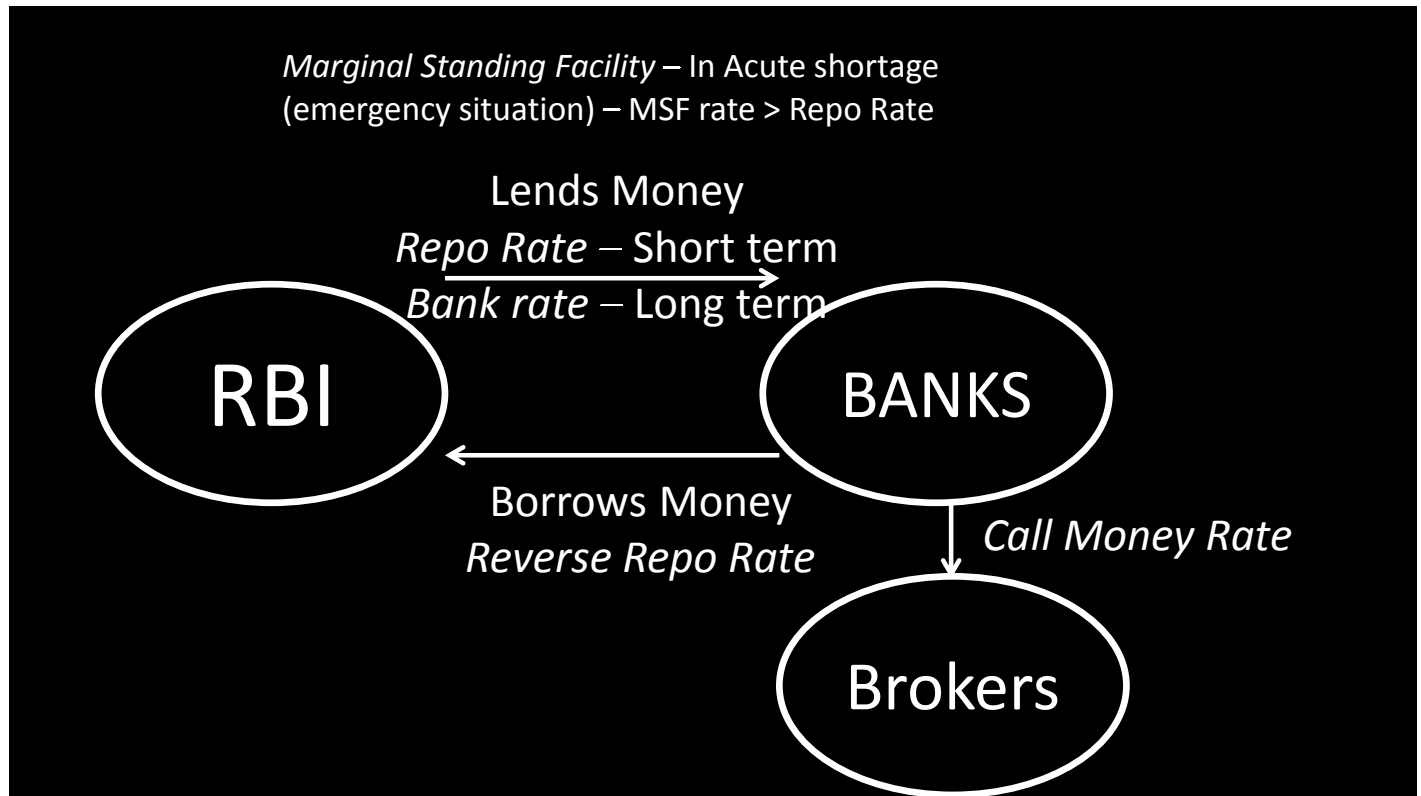 Marginal Standing Facility – In Acute shortage
(emergency situation) – MSF rate > Repo Rate
Lends Money
Repo Rate – Short term
Bank rate – Long term
RBI
BANKS
Borrows Money
Reverse Repo Rate
Call Money Rate
Brokers